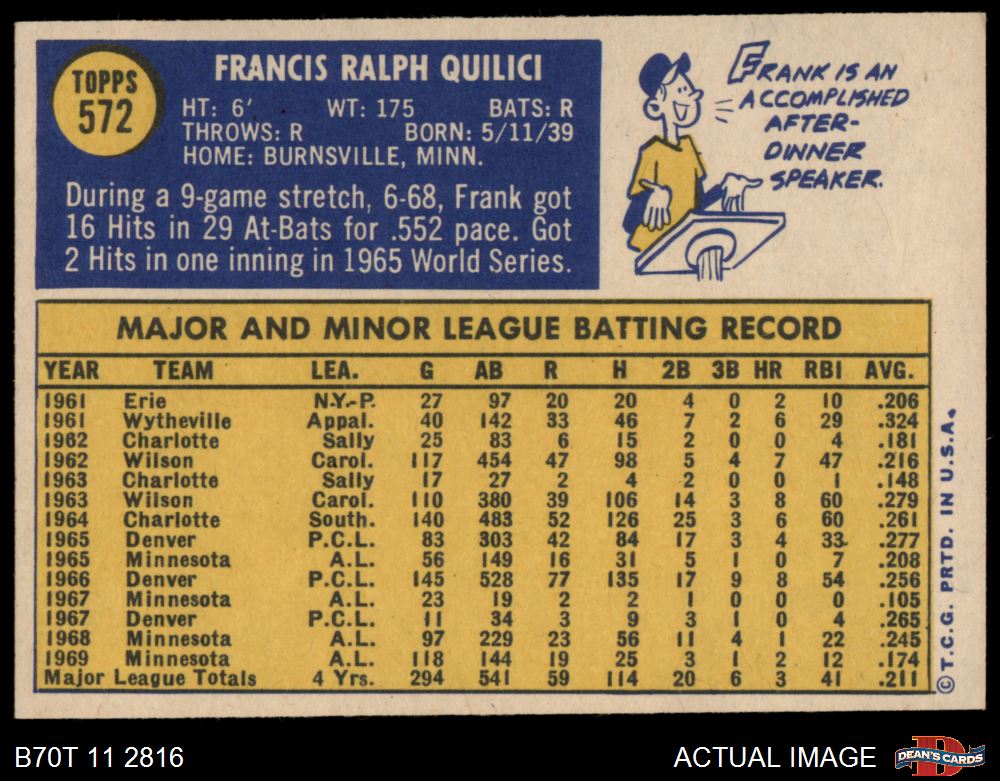 TOPPS
572
FRANCIS RALPH QUILICI
HT: 6' WT: 175 BATS: R
THROWS: R BORN: 5/11/39
HOME: BURNSVILLE, MINN.
During a 9-game stretch, 6-68, Frank got
16 Hits in 29 At-Bats for .552 pace. Got
2 Hits in one inning in 1965 World Series.
FRANK IS AN
ACCOMPLISHED
AFTER-
DINNER
SPEAKER.
MAJOR AND MINOR LEAGUE BATTING RECORD
YEAR TEAM LEA. G AB R H 2B 3B HR RBI AVG.
1961 Erie N.Y.-P. 27 97 20 20 4 0 2 10 .206
1961 Wytheville Appal. 40 142 33 46 7 2 6 29 .324
1962 Charlotte Sally 25 83 6 15 2 0 0 4 .181
1962 Wilson Carol. 117 454 47 98 5 4 7 47 .216
1963 Charlotte Sally 17 27 2 4 2 0 0 1 .148
1963 Wilson Carol. 110 380 39 106 14 3 8 60 .279
1964 Charlotte South. 140 483 52 126 25 3 6 60 .261
1965 Denver P.C.L. 83 303 42 84 17 3 4 33 .277
1965 Minnesota A.L. 56 149 16 31 5 1 0 7 .208
1966 Denver P.C.L. 145 528 77 135 17 9 8 54 .256
1967 Minnesota A.L. 23 19 2 2 1 0 0 0 .105
1967 Denver P.C.L. 11 34 3 9 3 1 0 4 .265
1968 Minnesota A.L. 97 229 23 56 11 4 1 22 .245
1969 Minnesota A.L. 118 144 19 25 3 1 2 12 .174
Major League Totals 4 Yrs. 294 541 59 114 20 6 3 41 .211
© T.C.G. PRTD. IN U.S.A.
B70T 11 2816
ACTUAL IMAGE
D
DEAN'S CARDS